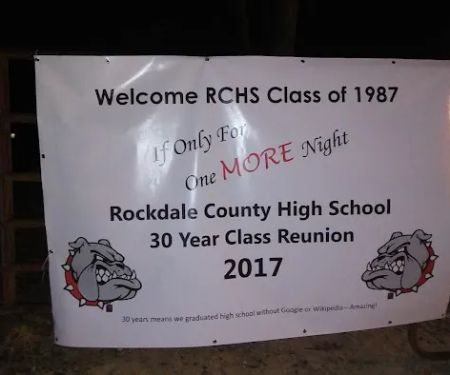 Welcome RCHS Class of 1987
If Only For
One MORE Night
Rockdale County High School
30 Year Class Reunion
2017
30 years means we graduated high school without Google or Wikipedia—Amazing!